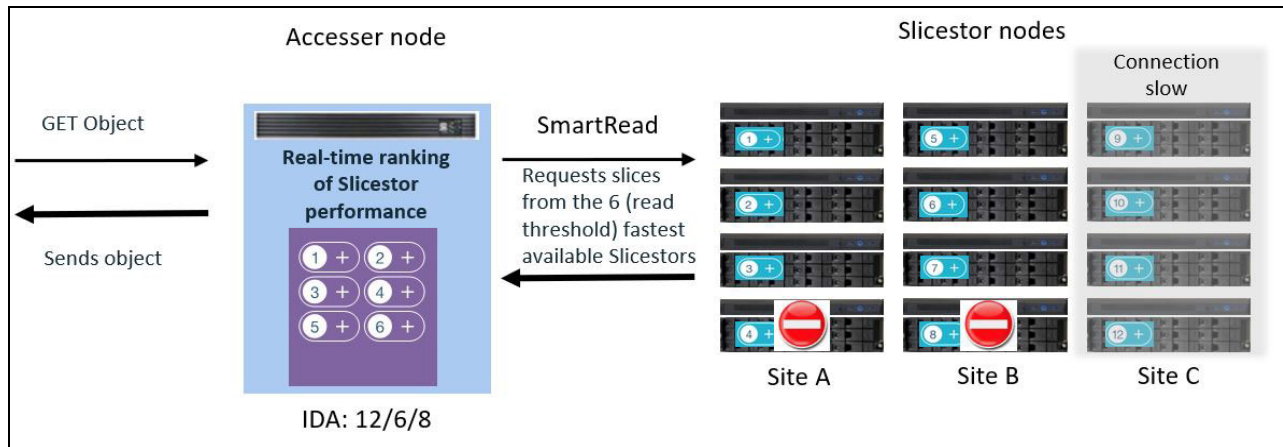 Accesser node
Slicestor nodes
Connection
slow
GET Object
Sends object
Real-time ranking
of Slicestor
performance
1 + 2 +
3 + 4 +
5 + 6 +
IDA: 12/6/8
SmartRead
Requests slices
from the 6 (read
threshold) fastest
available Slicestors
1 + 5 + 9 +
2 + 6 + 10 +
3 + 7 + 11 +
4 + 8 + 12 +
Site A
Site B
Site C